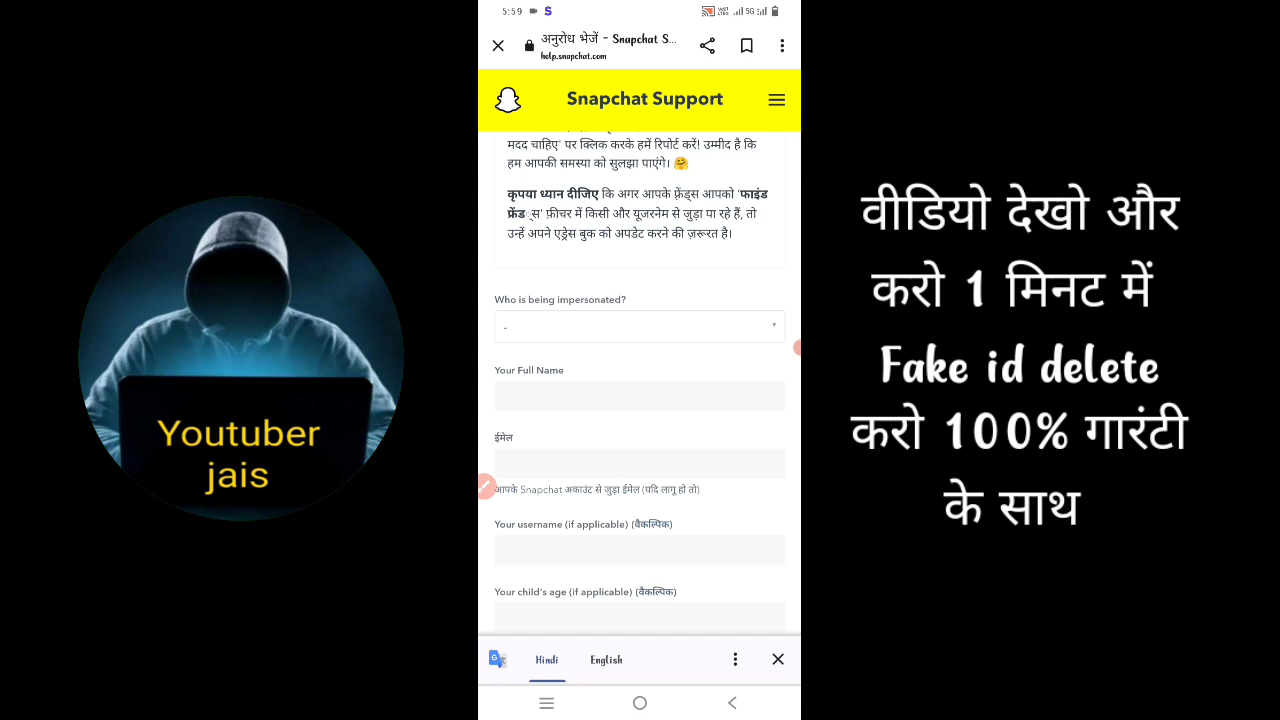 Youtuber
jais
5:59
5G
अनुरोध भेजें - Snapchat S...
help.snapchat.com
Snapchat Support
मदद चाहिए' पर क्लिक करके हमें रिपोर्ट करें! उम्मीद है कि
हम आपकी समस्या को सुलझा पाएंगे। 🤗
कृपया ध्यान दीजिए कि अगर आपके फ़्रेंड्स आपको 'फाइंड
फ्रेंड्स' फ़ीचर में किसी और यूजरनेम से जुड़ा पा रहे हैं, तो
उन्हें अपने एड्रेस बुक को अपडेट करने की ज़रूरत है।
Who is being impersonated?
-
Your Full Name
ईमेल
आपके Snapchat अकाउंट से जुड़ा ईमेल (यदि लागू हो तो)
Your username (if applicable) (वैकल्पिक)
Your child's age (if applicable) (वैकल्पिक)
Hindi English
वीडियो देखो और
करो 1 मिनट में
Fake id delete
करो 100% गारंटी
के साथ